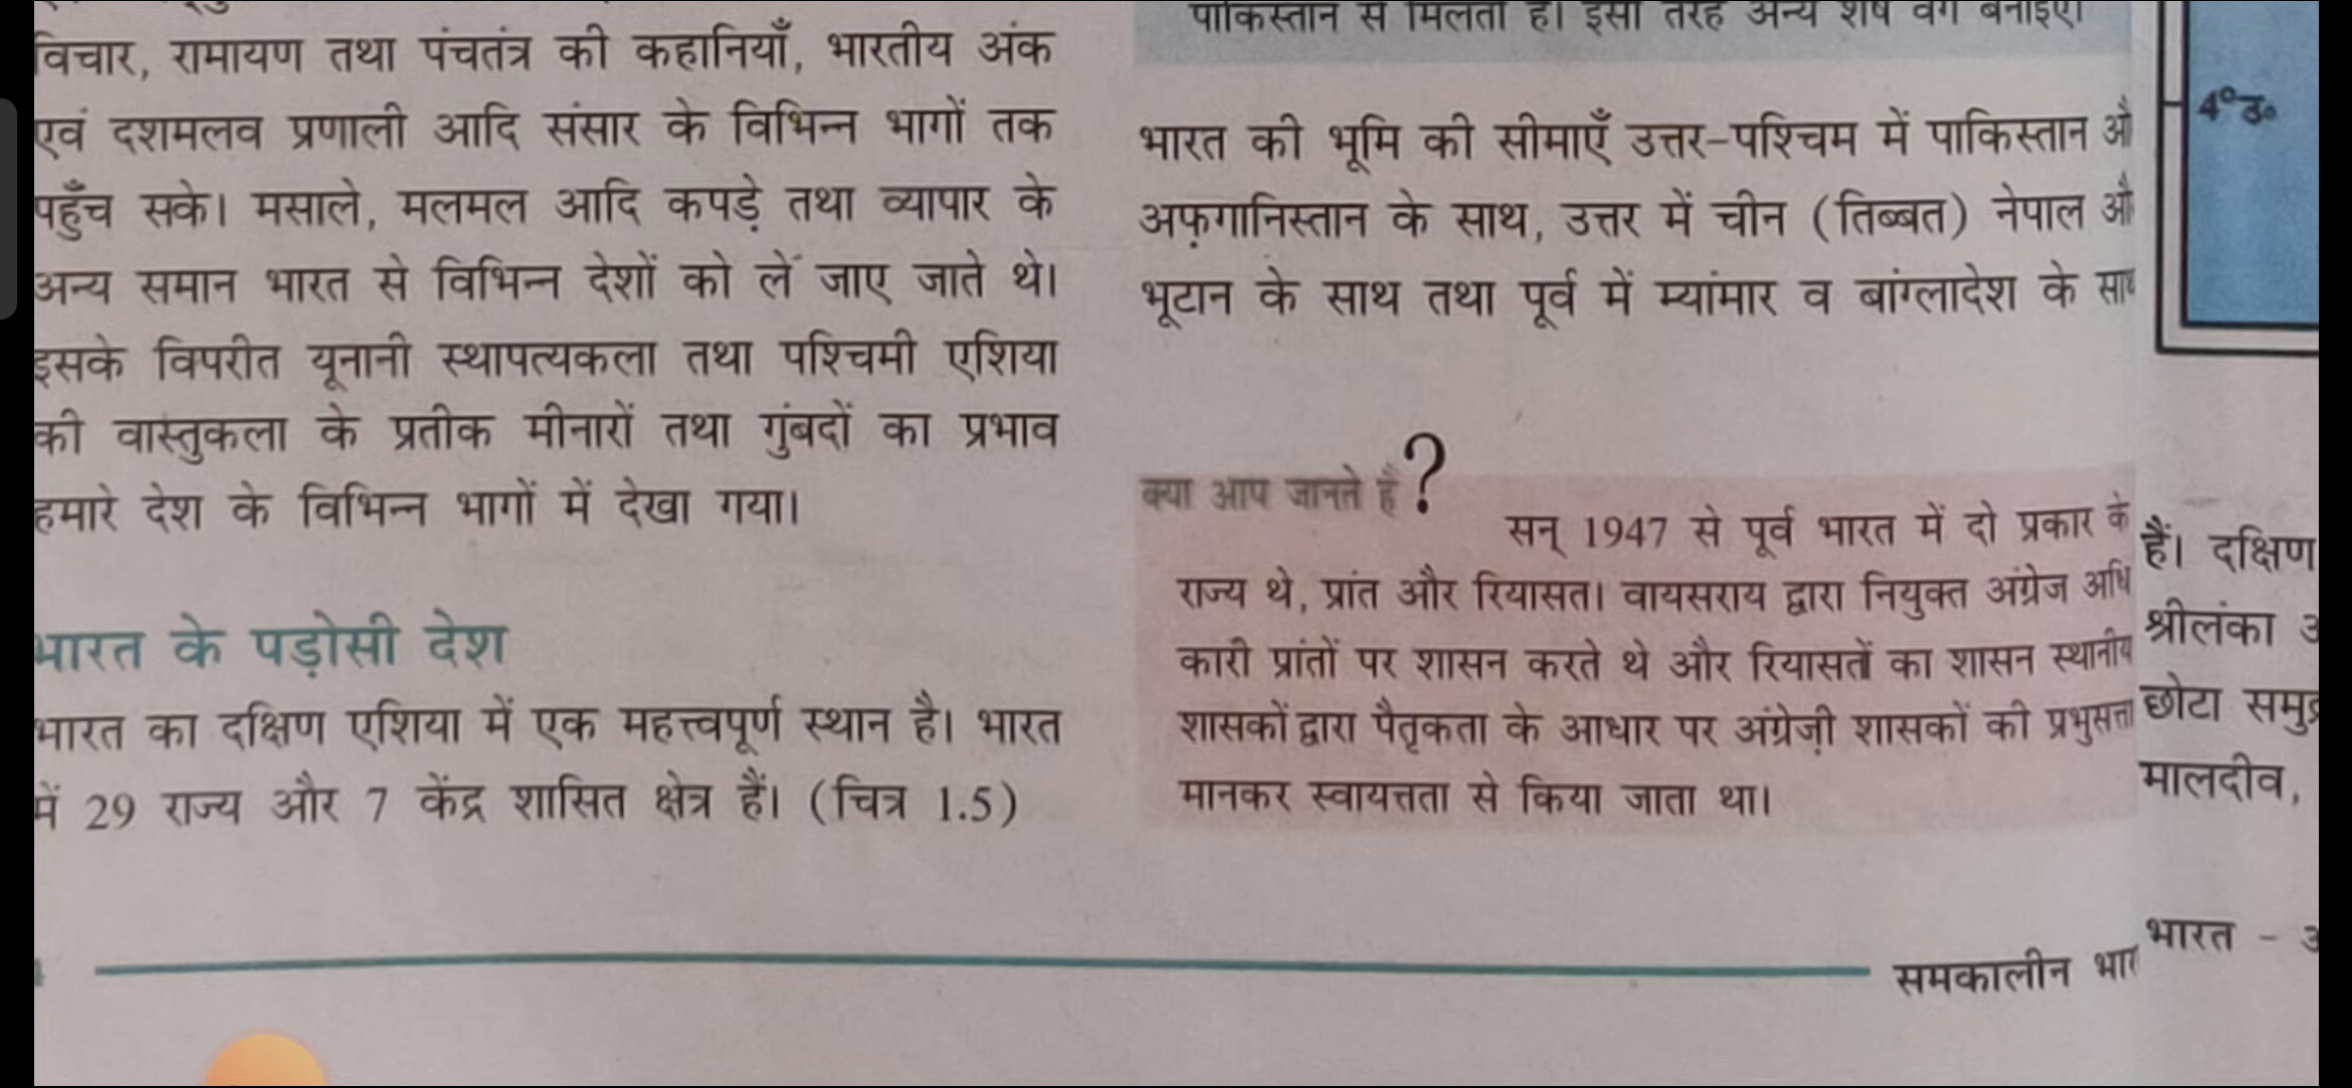 विचार, रामायण तथा पंचतंत्र की कहानियाँ, भारतीय अंक
एवं दशमलव प्रणाली आदि संसार के विभिन्न भागों तक
पहुँच सके। मसाले, मलमल आदि कपड़े तथा व्यापार के
अन्य समान भारत से विभिन्न देशों को लें जाए जाते थे।
इसके विपरीत यूनानी स्थापत्यकला तथा पश्चिमी एशिया
की वास्तुकला के प्रतीक मीनारों तथा गुंबदों का प्रभाव
हमारे देश के विभिन्न भागों में देखा गया।
भारत के पड़ोसी देश
भारत का दक्षिण एशिया में एक महत्त्वपूर्ण स्थान है। भारत
में 29 राज्य और 7 केंद्र शासित क्षेत्र हैं। (चित्र 1.5)
पाकिस्तान से मिलती है। इसी तरह अन्य शेष वर्ग बनाइए।
भारत की भूमि की सीमाएँ उत्तर-पश्चिम में पाकिस्तान औ
अफ़गानिस्तान के साथ, उत्तर में चीन (तिब्बत) नेपाल औ
भूटान के साथ तथा पूर्व में म्यांमार व बांग्लादेश के साथ
क्या आप जानते हैं?
सन् 1947 से पूर्व भारत में दो प्रकार के
राज्य थे, प्रांत और रियासत। वायसराय द्वारा नियुक्त अंग्रेज अधि
कारी प्रांतों पर शासन करते थे और रियासतों का शासन स्थानीय
शासकों द्वारा पैतृकता के आधार पर अंग्रेज़ी शासकों की प्रभुसत्ता
मानकर स्वायत्तता से किया जाता था।
समकालीन भार
4°उ॰
हैं। दक्षिण
श्रीलंका
छोटा समुद्र
मालदीव,
भारत -